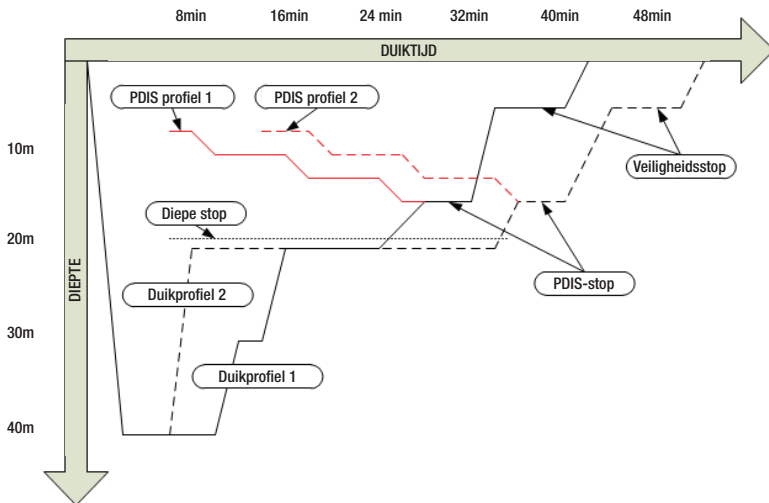 8min 16min 24 min 32min 40min 48min
DUIKTIJD
PDIS profiel 1 PDIS profiel 2
10m
Veiligheidsstop
Diepe stop
20m
DIEPTE
PDIS-stop
Duikprofiel 2
30m
Duikprofiel 1
40m